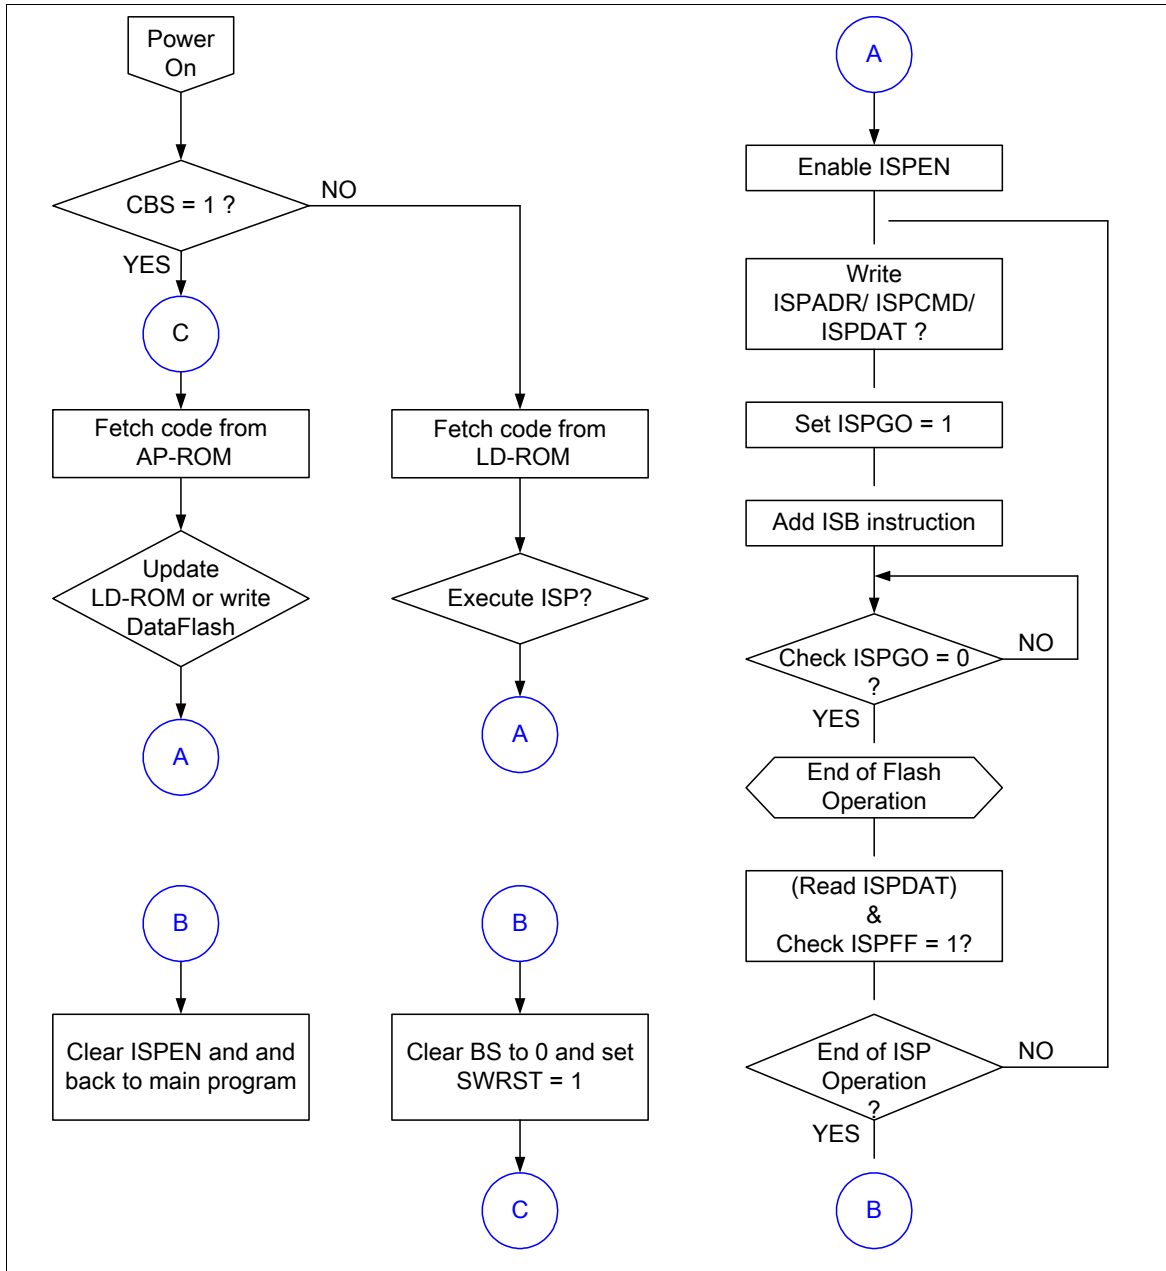 Power
On
CBS = 1 ?
NO
YES
C
Fetch code from
AP-ROM
Update
LD-ROM or write
DataFlash
A
Fetch code from
LD-ROM
Execute ISP?
A
B
Clear ISPEN and and
back to main program
B
Clear BS to 0 and set
SWRST = 1
C
A
Enable ISPEN
Write
ISPADR/ ISPCMD/
ISPDAT ?
Set ISPGO = 1
Add ISB instruction
Check ISPGO = 0
?
NO
YES
End of Flash
Operation
(Read ISPDAT)
&
Check ISPFF = 1?
End of ISP
Operation
?
NO
YES
B